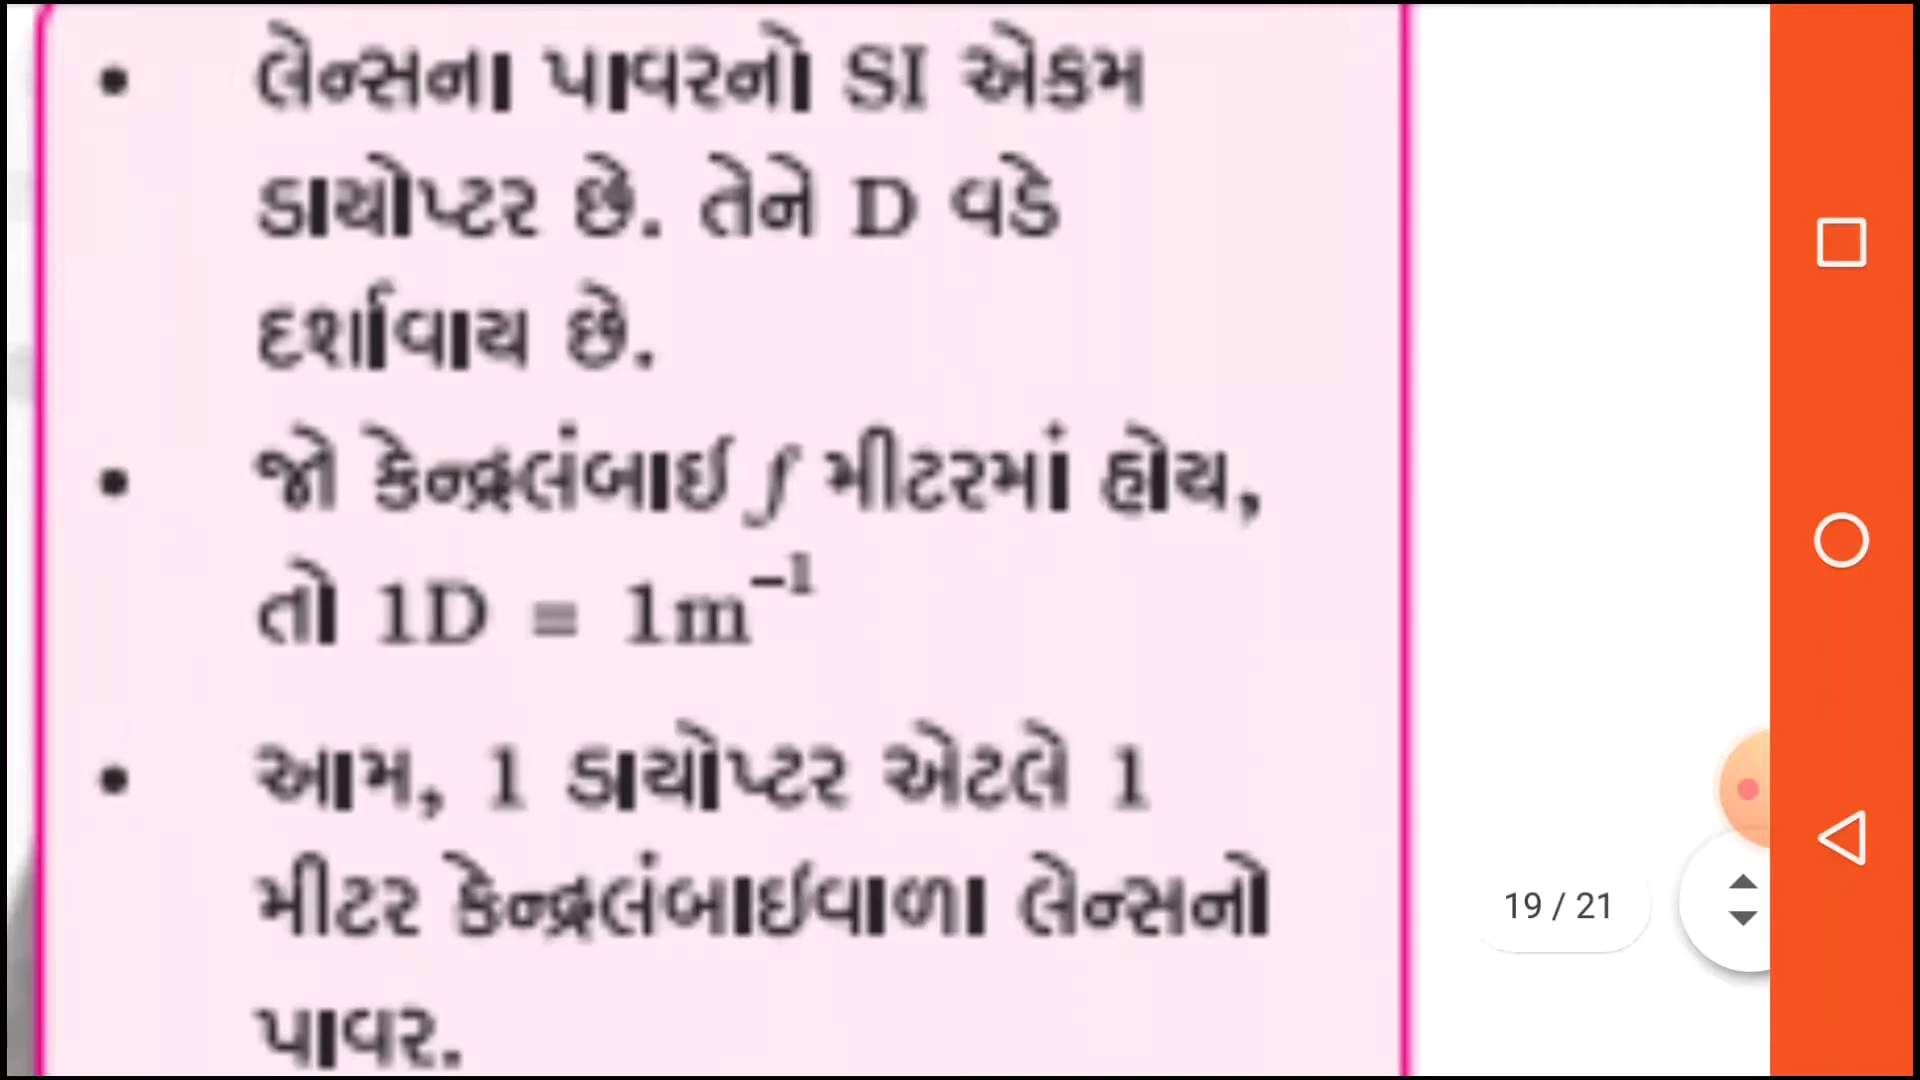 • લેન્સના પાવરનો SI એકમ
ડાયોપ્ટર છે. તેને D વડે
દર્શાવાય છે.
• જો કેન્દ્રલંબાઈ f મીટરમાં હોય,
તો 1D = 1m⁻¹
• આમ, 1 ડાયોપ્ટર એટલે 1
મીટર કેન્દ્રલંબાઈવાળા લેન્સનો
પાવર.
19 / 21